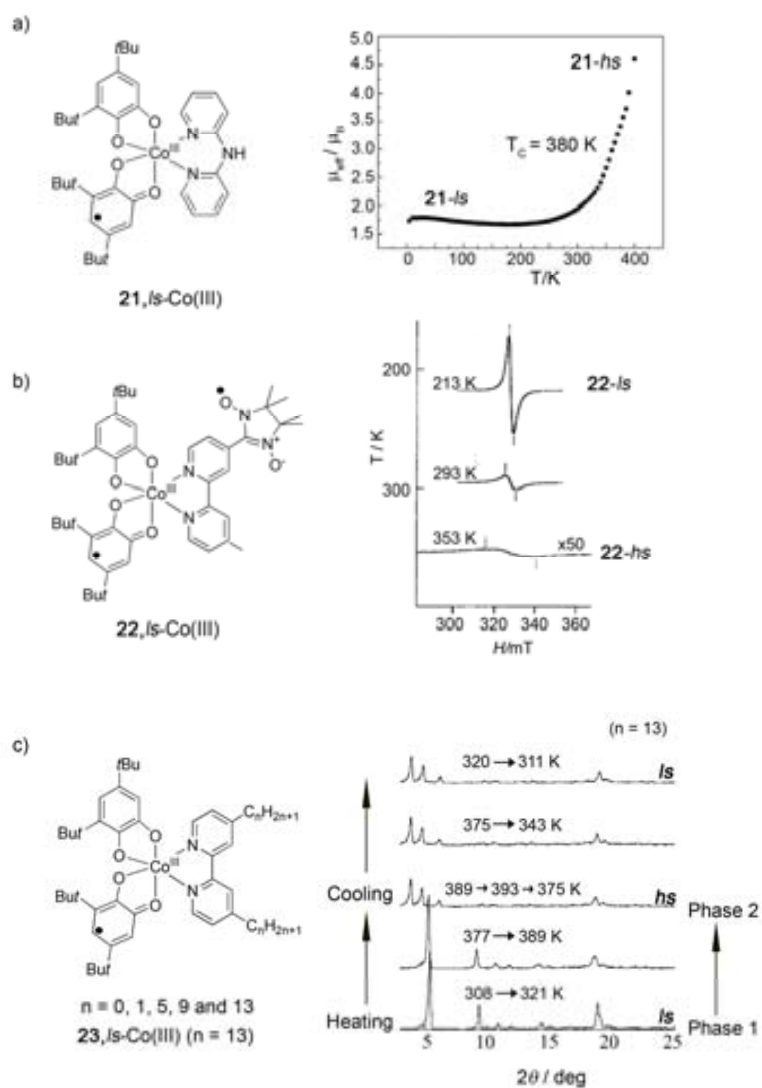 a)
tBu
But
O
O
Co III
N
N
NH
But
O
O
But
21,ls-Co(III)
μeff / μB
5.0
4.5
4.0
3.5
3.0
2.5
2.0
1.5
21-hs
TC = 380 K
21-ls
0 100 200 300 400
T/K
b)
tBu
But
O
O
Co III
N
N
But
O
O
But
O
N
N+
O-
22,ls-Co(III)
T / K
200
300
213 K
22-ls
293 K
353 K
x50
22-hs
300 320 340 360
H/mT
c)
tBu
But
O
O
Co III
N
N
CnH2n+1
CnH2n+1
But
O
O
But
n = 0, 1, 5, 9 and 13
23,ls-Co(III) (n = 13)
(n = 13)
320 → 311 K
ls
375 → 343 K
Cooling
389 → 393 → 375 K
hs
Phase 2
377 → 389 K
308 → 321 K
Heating
ls
Phase 1
5 10 15 20 25
2θ / deg